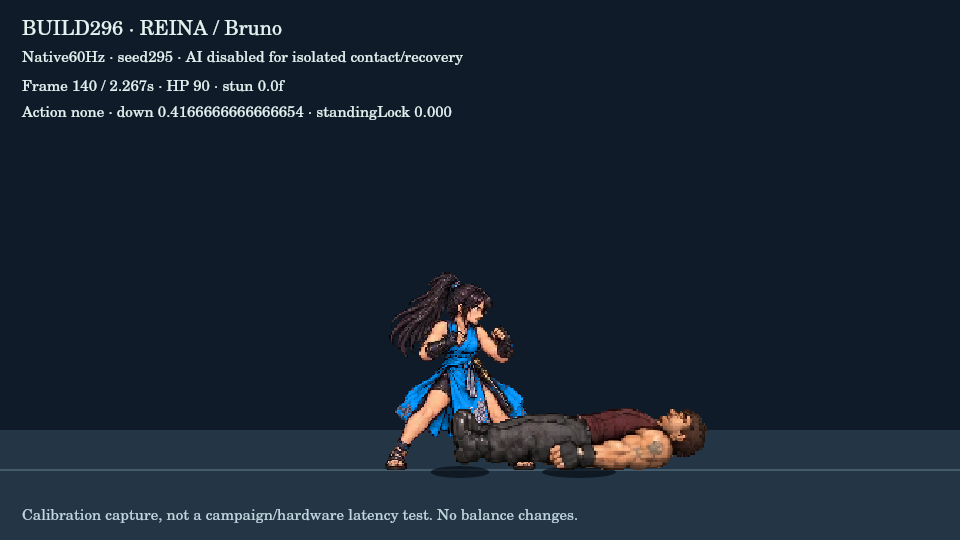 BUILD296 · REINA / Bruno
Native60Hz · seed295 · AI disabled for isolated contact/recovery
Frame 140 / 2.267s · HP 90 · stun 0.0f
Action none · down 0.4166666666666654 · standingLock 0.000
Calibration capture, not a campaign/hardware latency test. No balance changes.